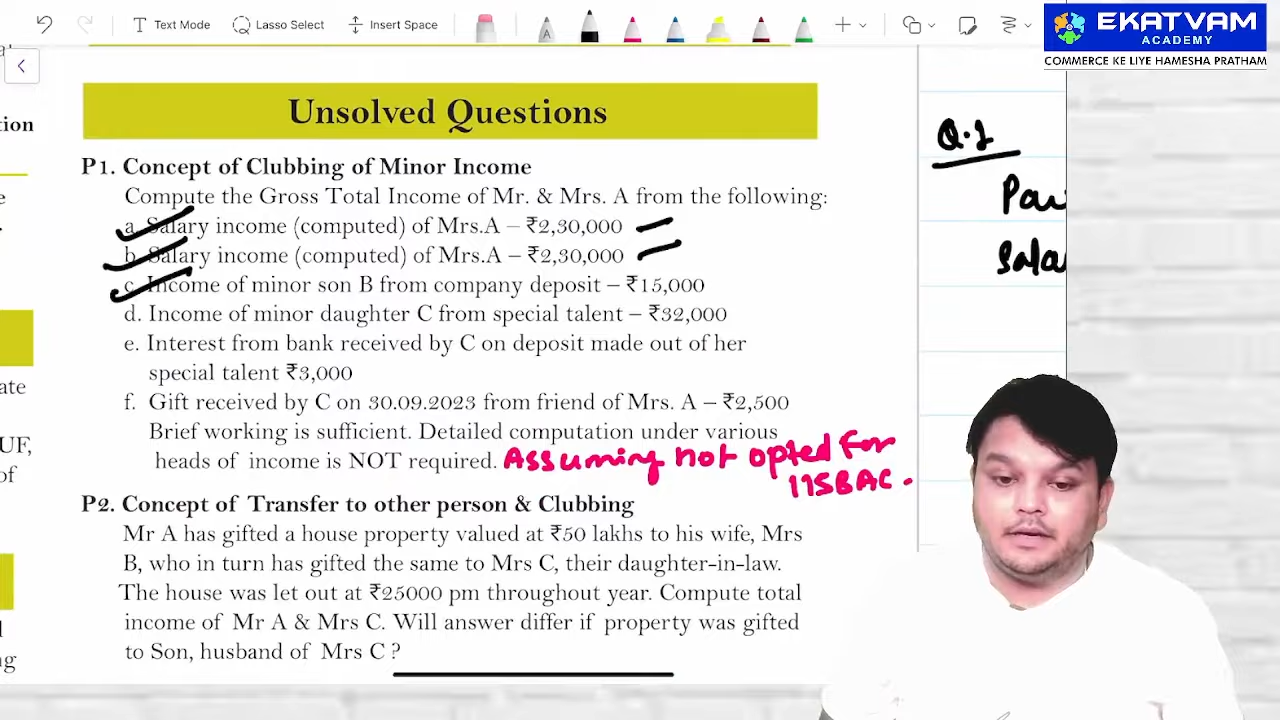 Text Mode
Lasso Select
Insert Space
EKATVAM
ACADEMY
COMMERCE KE LIYE HAMESHA PRATHAM
tion
Unsolved Questions
P1. Concept of Clubbing of Minor Income
Compute the Gross Total Income of Mr. & Mrs. A from the following:
a. Salary income (computed) of Mrs.A – ₹2,30,000
b. Salary income (computed) of Mrs.A – ₹2,30,000
c. Income of minor son B from company deposit – ₹15,000
d. Income of minor daughter C from special talent – ₹32,000
e. Interest from bank received by C on deposit made out of her
special talent ₹3,000
f. Gift received by C on 30.09.2023 from friend of Mrs. A – ₹2,500
Brief working is sufficient. Detailed computation under various
heads of income is NOT required. Assuming not opted for
115BAC.
P2. Concept of Transfer to other person & Clubbing
Mr A has gifted a house property valued at ₹50 lakhs to his wife, Mrs
B, who in turn has gifted the same to Mrs C, their daughter-in-law.
The house was let out at ₹25000 pm throughout year. Compute total
income of Mr A & Mrs C. Will answer differ if property was gifted
to Son, husband of Mrs C ?
e
ate
UF,
of
ng
Q.1
Par
Sala